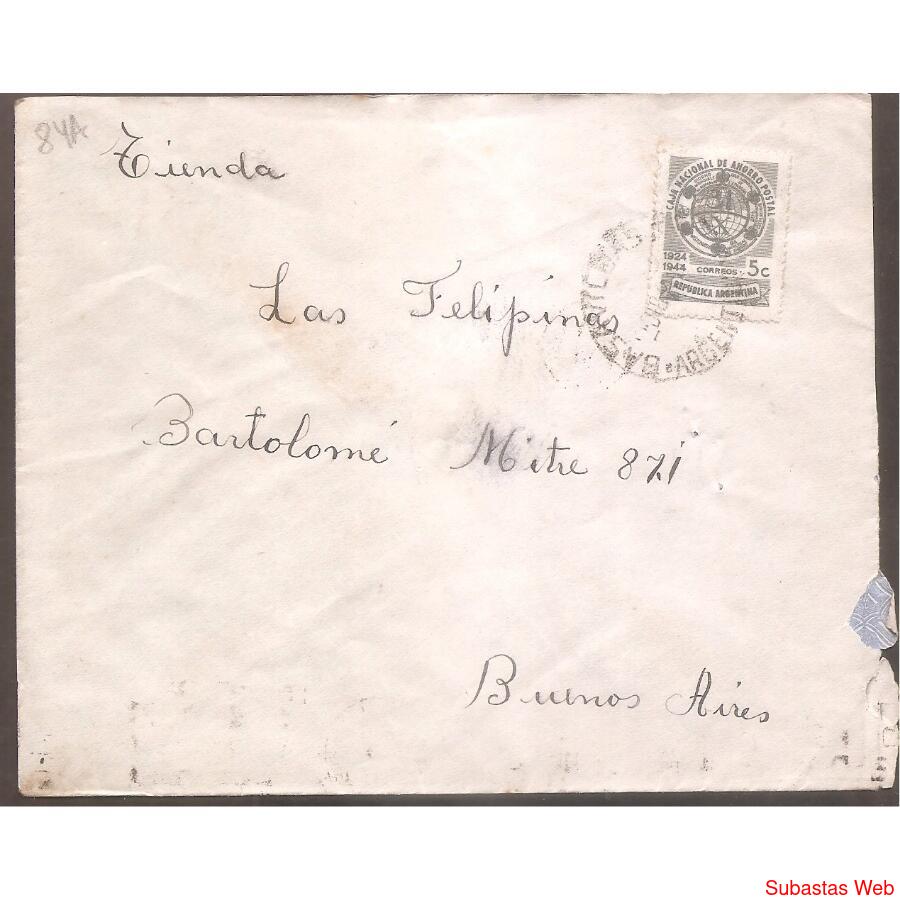 84A
Tienda
CAJA NACIONAL DE AHORRO POSTAL
1924
1944 CORREOS 5c
REPUBLICA ARGENTINA
Las Felipinas
Bartolomé Mitre 871
Buenos Aires
Subastas Web